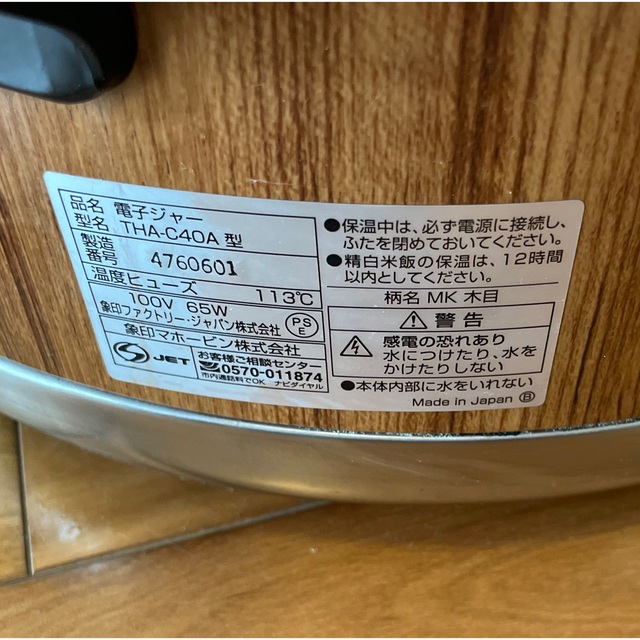 品名 電子ジャー
型名 THA-C40A 型
製造番号 4760601
温度ヒューズ 113℃
100V 65W
象印ファクトリー・ジャパン株式会社
PSE
象印マホービン株式会社
S JET
お客様ご相談センター
0570-011874
市内通話料でOK ナビダイヤル
●保温中は、必ず電源に接続し、
ふたを閉めておいてください。
●精白米飯の保温は、12時間
以内としてください。
柄名 MK 木目
警告
感電の恐れあり
水につけたり、水を
かけたりしない
●本体内部に水をいれない
Made in Japan Ⓑ